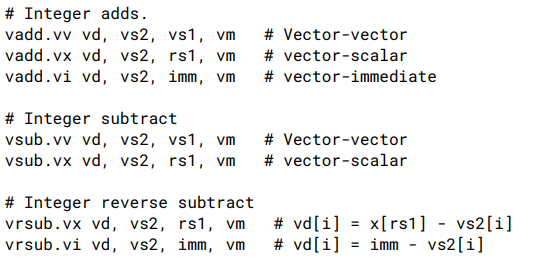 # Integer adds.
vadd.vv vd, vs2, vs1, vm   # Vector-vector
vadd.vx vd, vs2, rs1, vm   # vector-scalar
vadd.vi vd, vs2, imm, vm   # vector-immediate

# Integer subtract
vsub.vv vd, vs2, vs1, vm   # Vector-vector
vsub.vx vd, vs2, rs1, vm   # vector-scalar

# Integer reverse subtract
vrsub.vx vd, vs2, rs1, vm   # vd[i] = x[rs1] - vs2[i]
vrsub.vi vd, vs2, imm, vm   # vd[i] = imm - vs2[i]